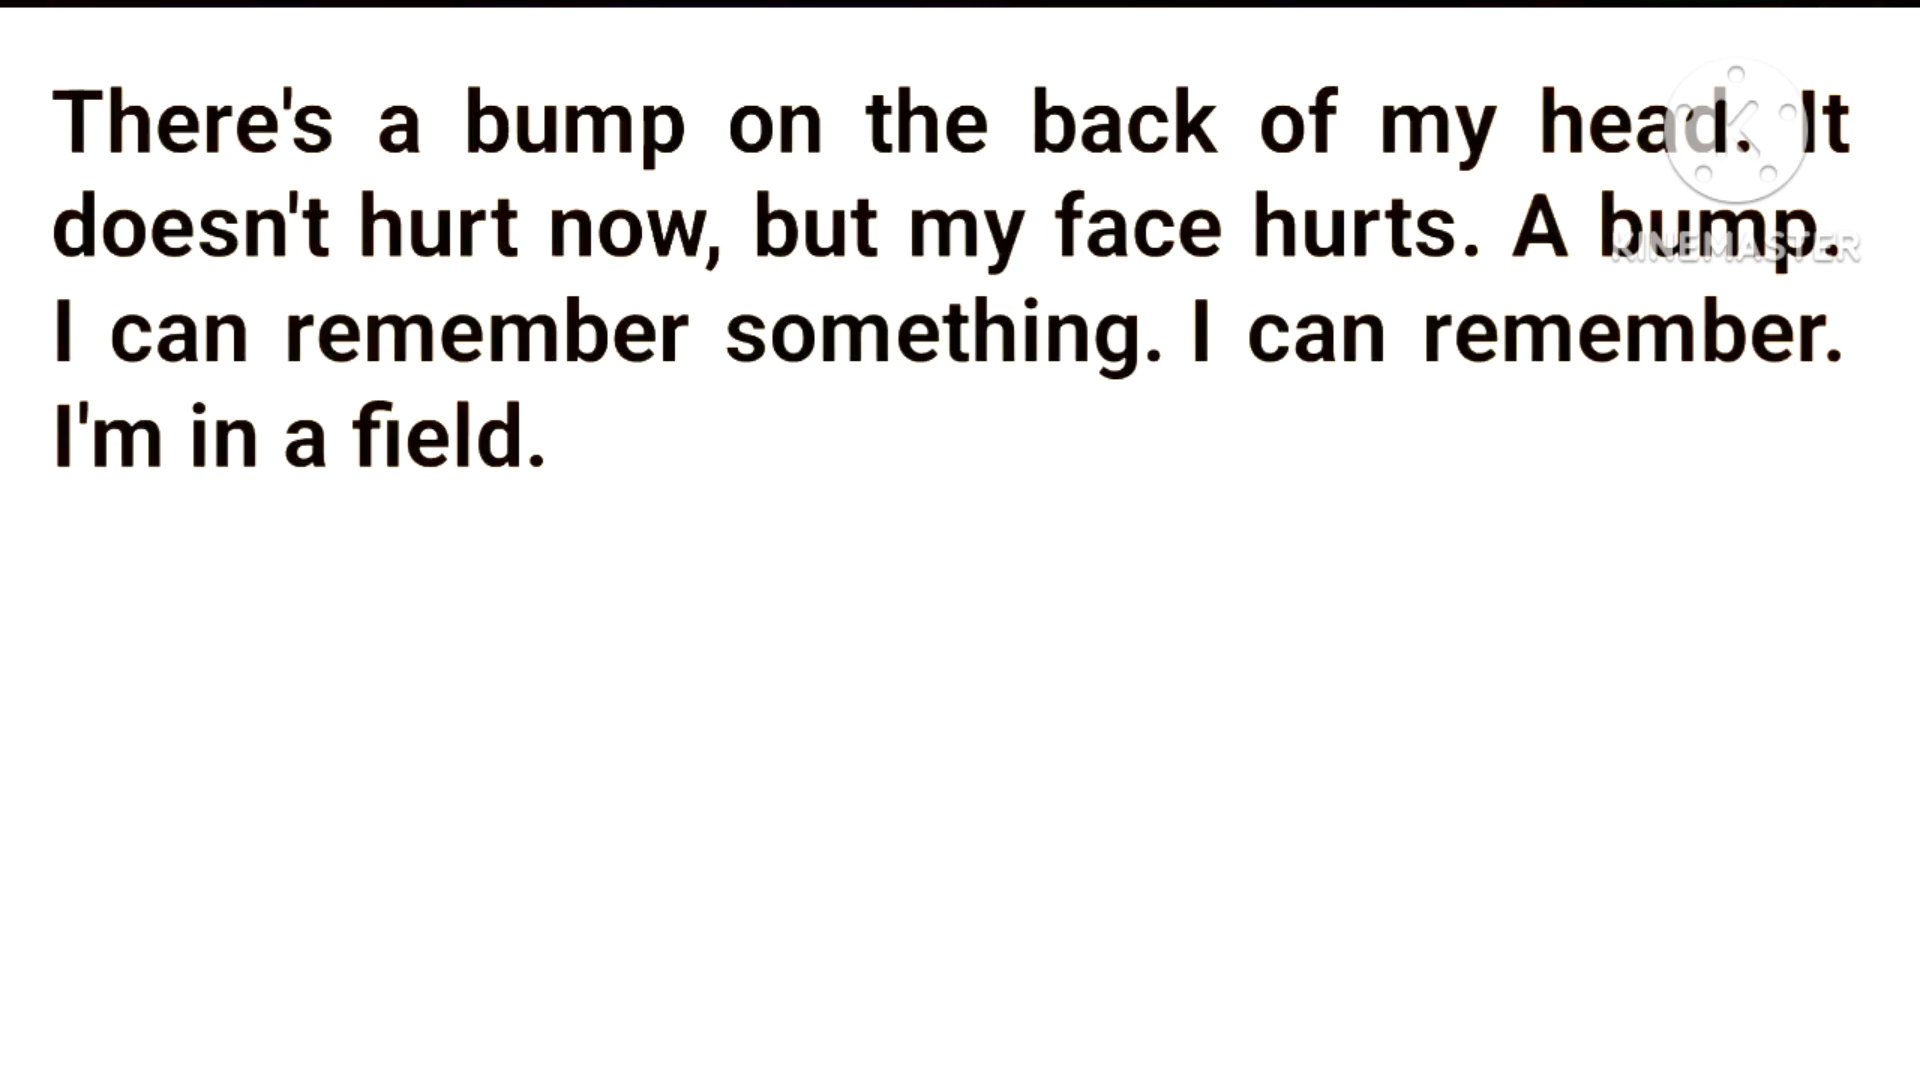 There's a bump on the back of my head. It
doesn't hurt now, but my face hurts. A bump.
I can remember something. I can remember.
I'm in a field.
KINEMASTER